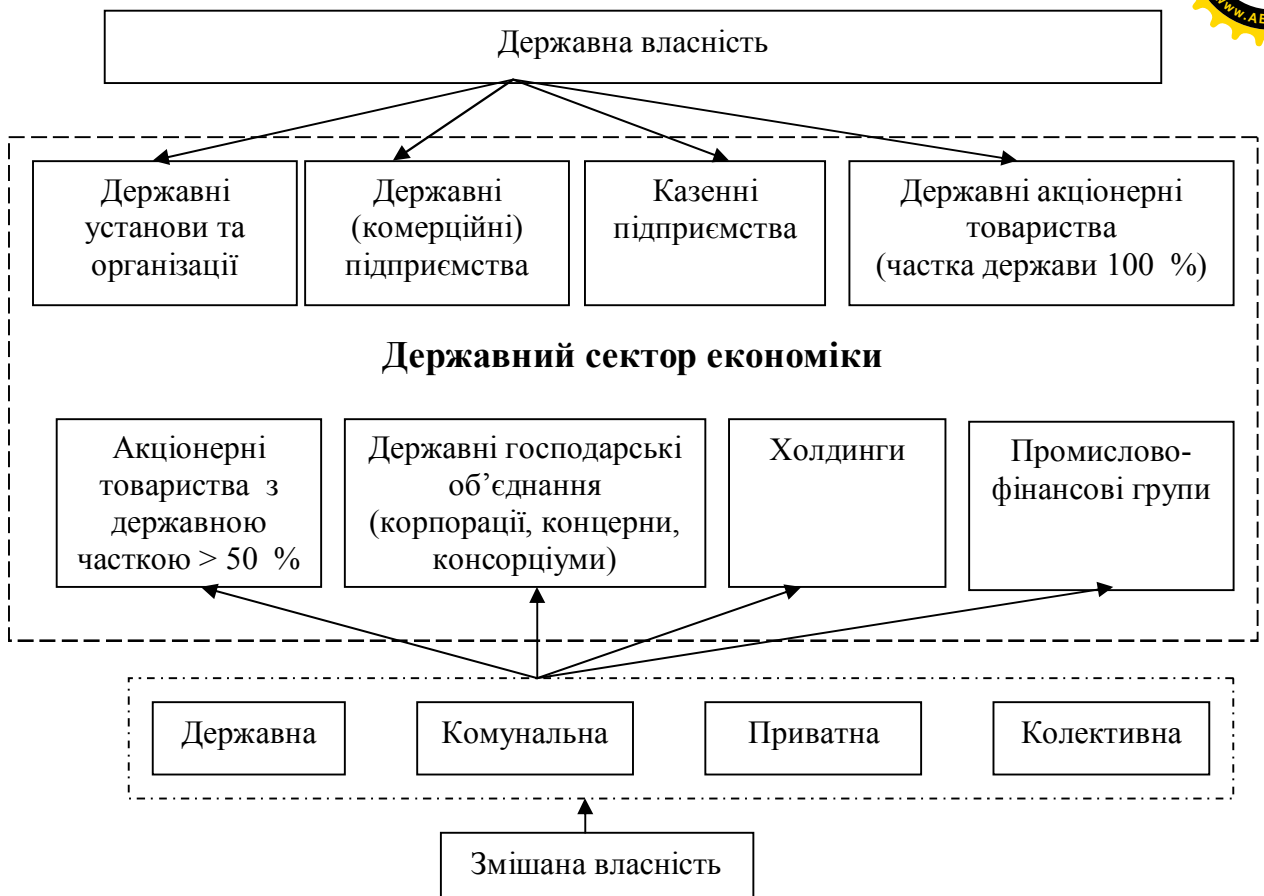 www.AB
Державна власність
Державні
установи та
організації
Державні
(комерційні)
підприємства
Казенні
підприємства
Державні акціонерні
товариства
(частка держави 100 %)
Державний сектор економіки
Акціонерні
товариства з
державною
часткою > 50 %
Державні господарські
об’єднання
(корпорації, концерни,
консорціуми)
Холдинги
Промислово-
фінансові групи
Державна
Комунальна
Приватна
Колективна
Змішана власність